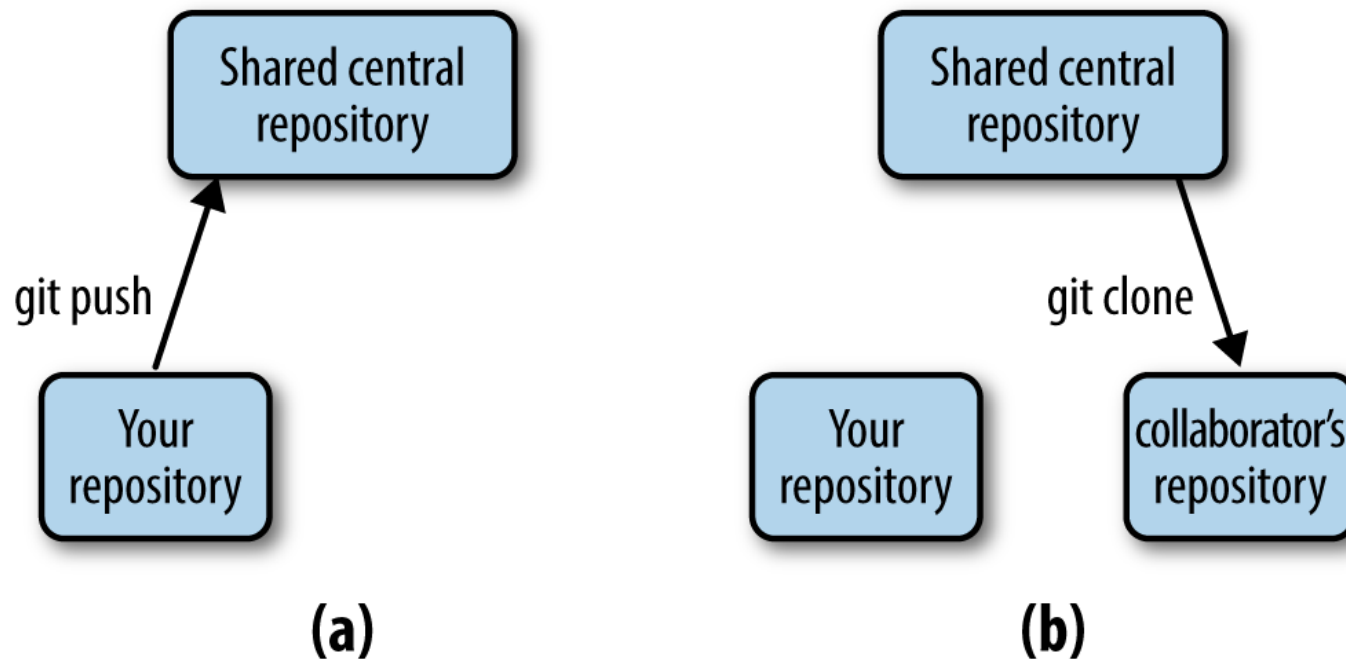 Shared central
repository
git push
Your
repository
(a)
Shared central
repository
git clone
Your
repository
collaborator's
repository
(b)